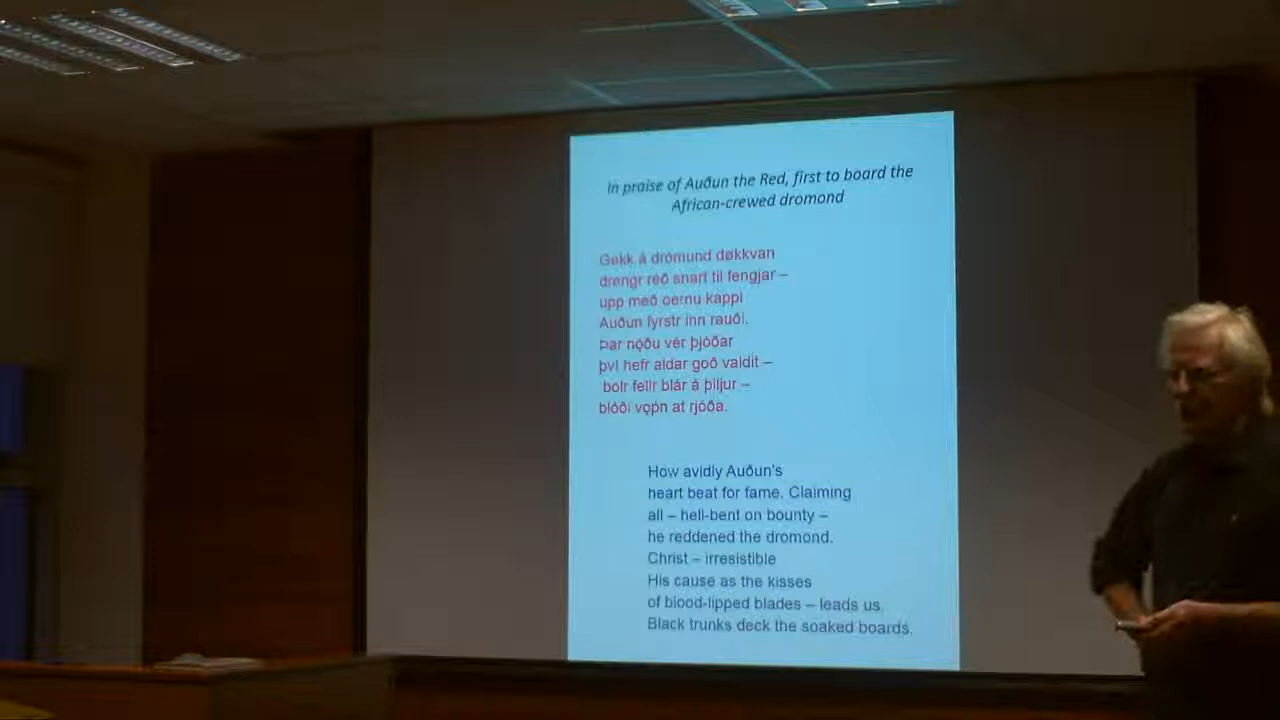 In praise of Auðun the Red, first to board the
African-crewed dromond
Gekk á drómund døkkvan
drengr réð snart til fengjar –
upp með oernu kappi
Auðun fyrstr inn rauði.
Þar nǫ́ðu vér þjóðar
því hefr aldar goð valdit –
bolr fellr blár á þiljur –
blóði vǫ́pn at rjóða.
How avidly Auðun's
heart beat for fame. Claiming
all – hell-bent on bounty –
he reddened the dromond.
Christ – irresistible
His cause as the kisses
of blood-lipped blades – leads us.
Black trunks deck the soaked boards.